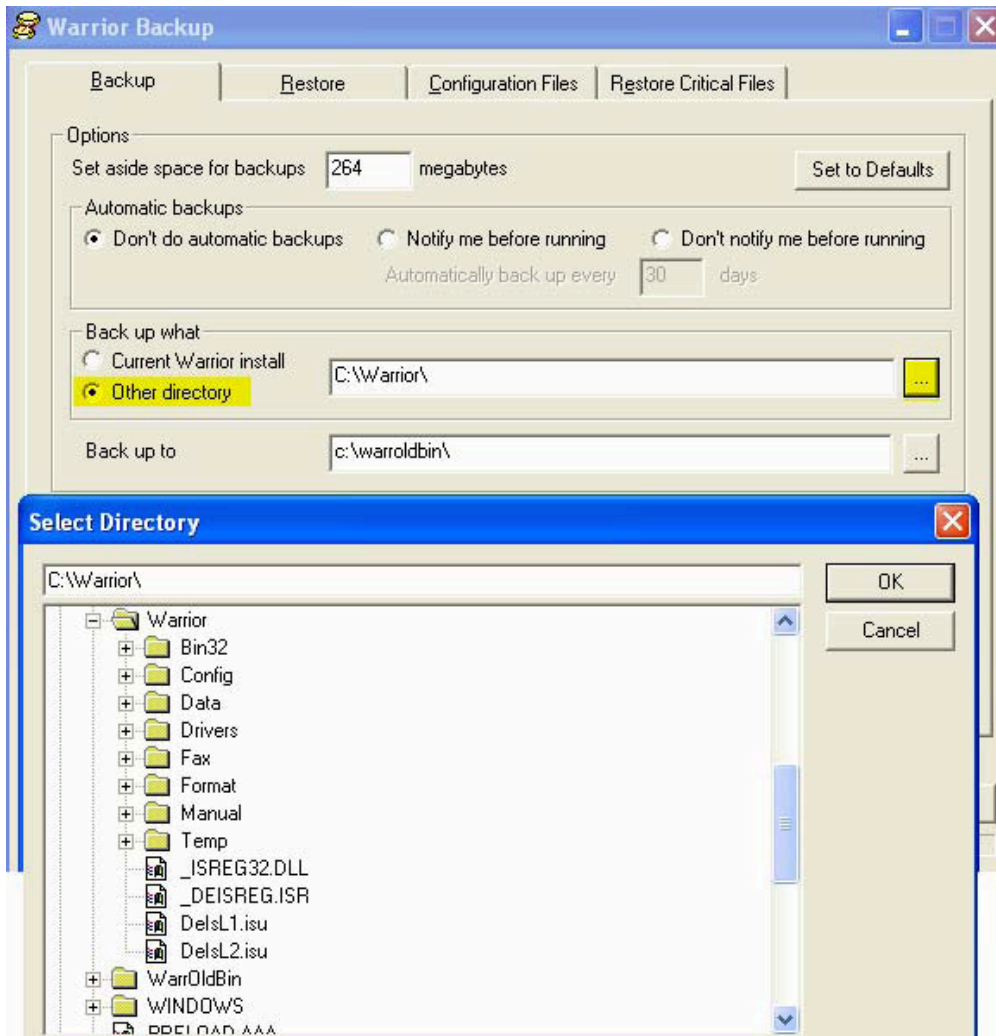 Warrior Backup
Backup Restore Configuration Files Restore Critical Files
Options
Set aside space for backups 264 megabytes Set to Defaults
Automatic backups
Don't do automatic backups Notify me before running Don't notify me before running
Automatically back up every 30 days
Back up what
Current Warrior install
Other directory C:\Warrior\ ...
Back up to c:\warroldbin\ ...
Select Directory
C:\Warrior\ OK
Cancel
Warrior
Bin32
Config
Data
Drivers
Fax
Format
Manual
Temp
_ISREG32.DLL
_DEISREG.ISR
DeIsL1.isu
DeIsL2.isu
WarrOldBin
WINDOWS
PRELOAD.AAA